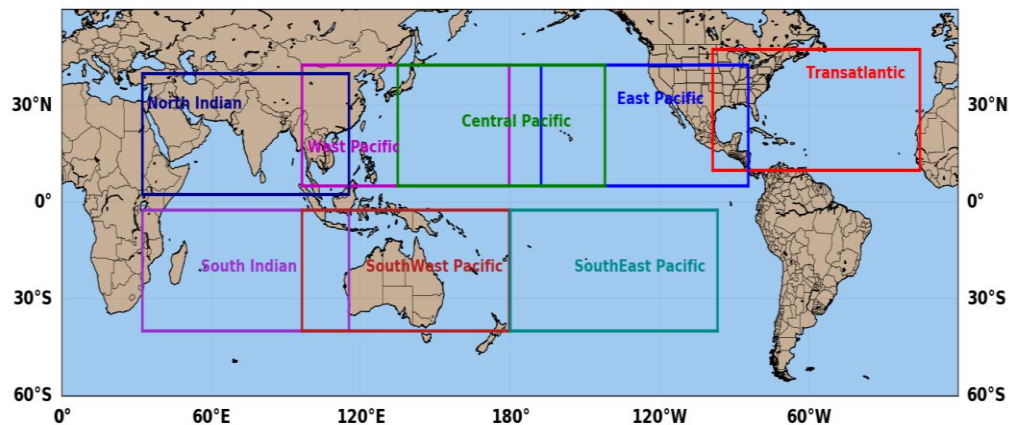 Transatlantic
North Indian
East Pacific
30°N
30°N
Central Pacific
West Pacific
0°
0°
South Indian
SouthWest Pacific
SouthEast Pacific
30°S
30°S
60°S
60°S
0°
60°E
120°E
180°
120°W
60°W